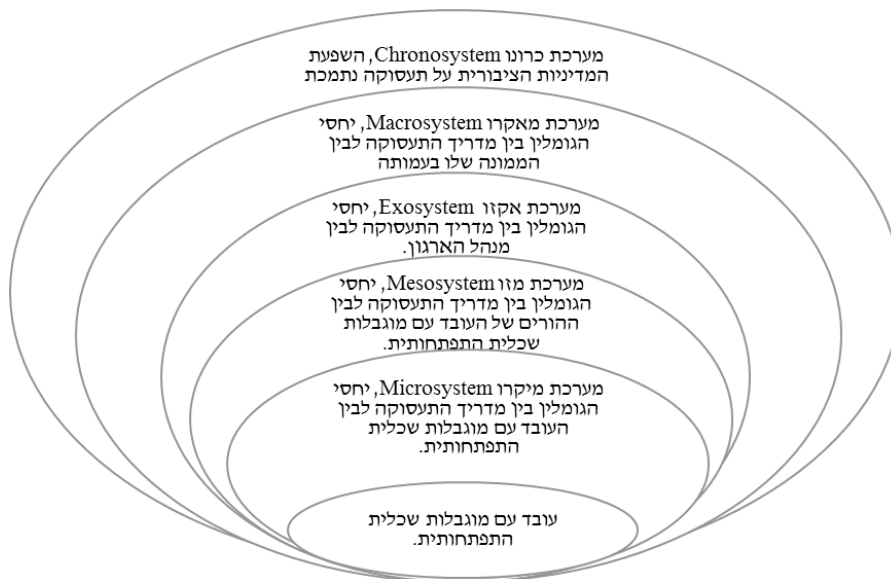 מערכת כרונו Chronosystem, השפעת
המדיניות הציבורית על תעסוקה נתמכת
מערכת מאקרו Macrosystem, יחסי
הגומלין בין מדריך התעסוקה לבין
הממונה שלו בעמותה
מערכת אקזו Exosystem, יחסי
הגומלין בין מדריך התעסוקה לבין
מנהל הארגון.
מערכת מזו Mesosystem, יחסי
הגומלין בין מדריך התעסוקה לבין
ההורים של העובד עם מוגבלות
שכלית התפתחותית.
מערכת מיקרו Microsystem, יחסי
הגומלין בין מדריך התעסוקה לבין
העובד עם מוגבלות שכלית
התפתחותית.
עובד עם מוגבלות שכלית
התפתחותית.